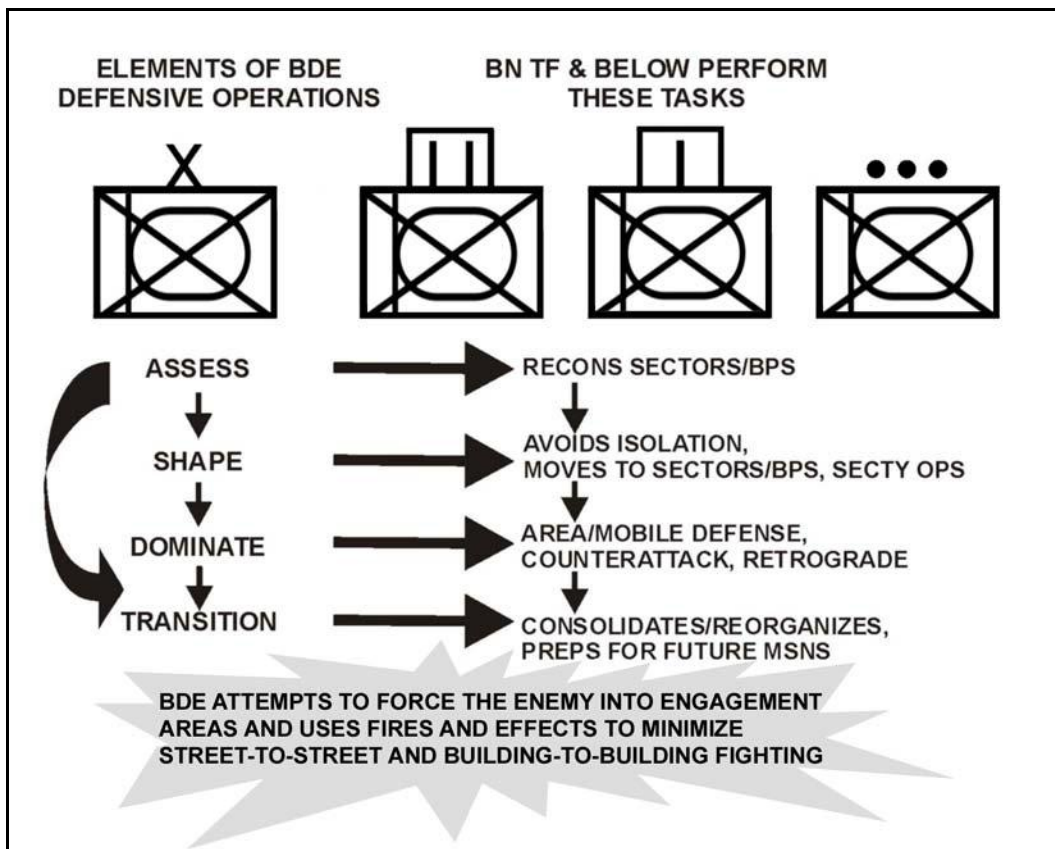 ELEMENTS OF BDE
DEFENSIVE OPERATIONS
BN TF & BELOW PERFORM
THESE TASKS
ASSESS
RECONS SECTORS/BPS
SHAPE
AVOIDS ISOLATION,
MOVES TO SECTORS/BPS, SECTY OPS
DOMINATE
AREA/MOBILE DEFENSE,
COUNTERATTACK, RETROGRADE
TRANSITION
CONSOLIDATES/REORGANIZES,
PREPS FOR FUTURE MSNS
BDE ATTEMPTS TO FORCE THE ENEMY INTO ENGAGEMENT
AREAS AND USES FIRES AND EFFECTS TO MINIMIZE
STREET-TO-STREET AND BUILDING-TO-BUILDING FIGHTING